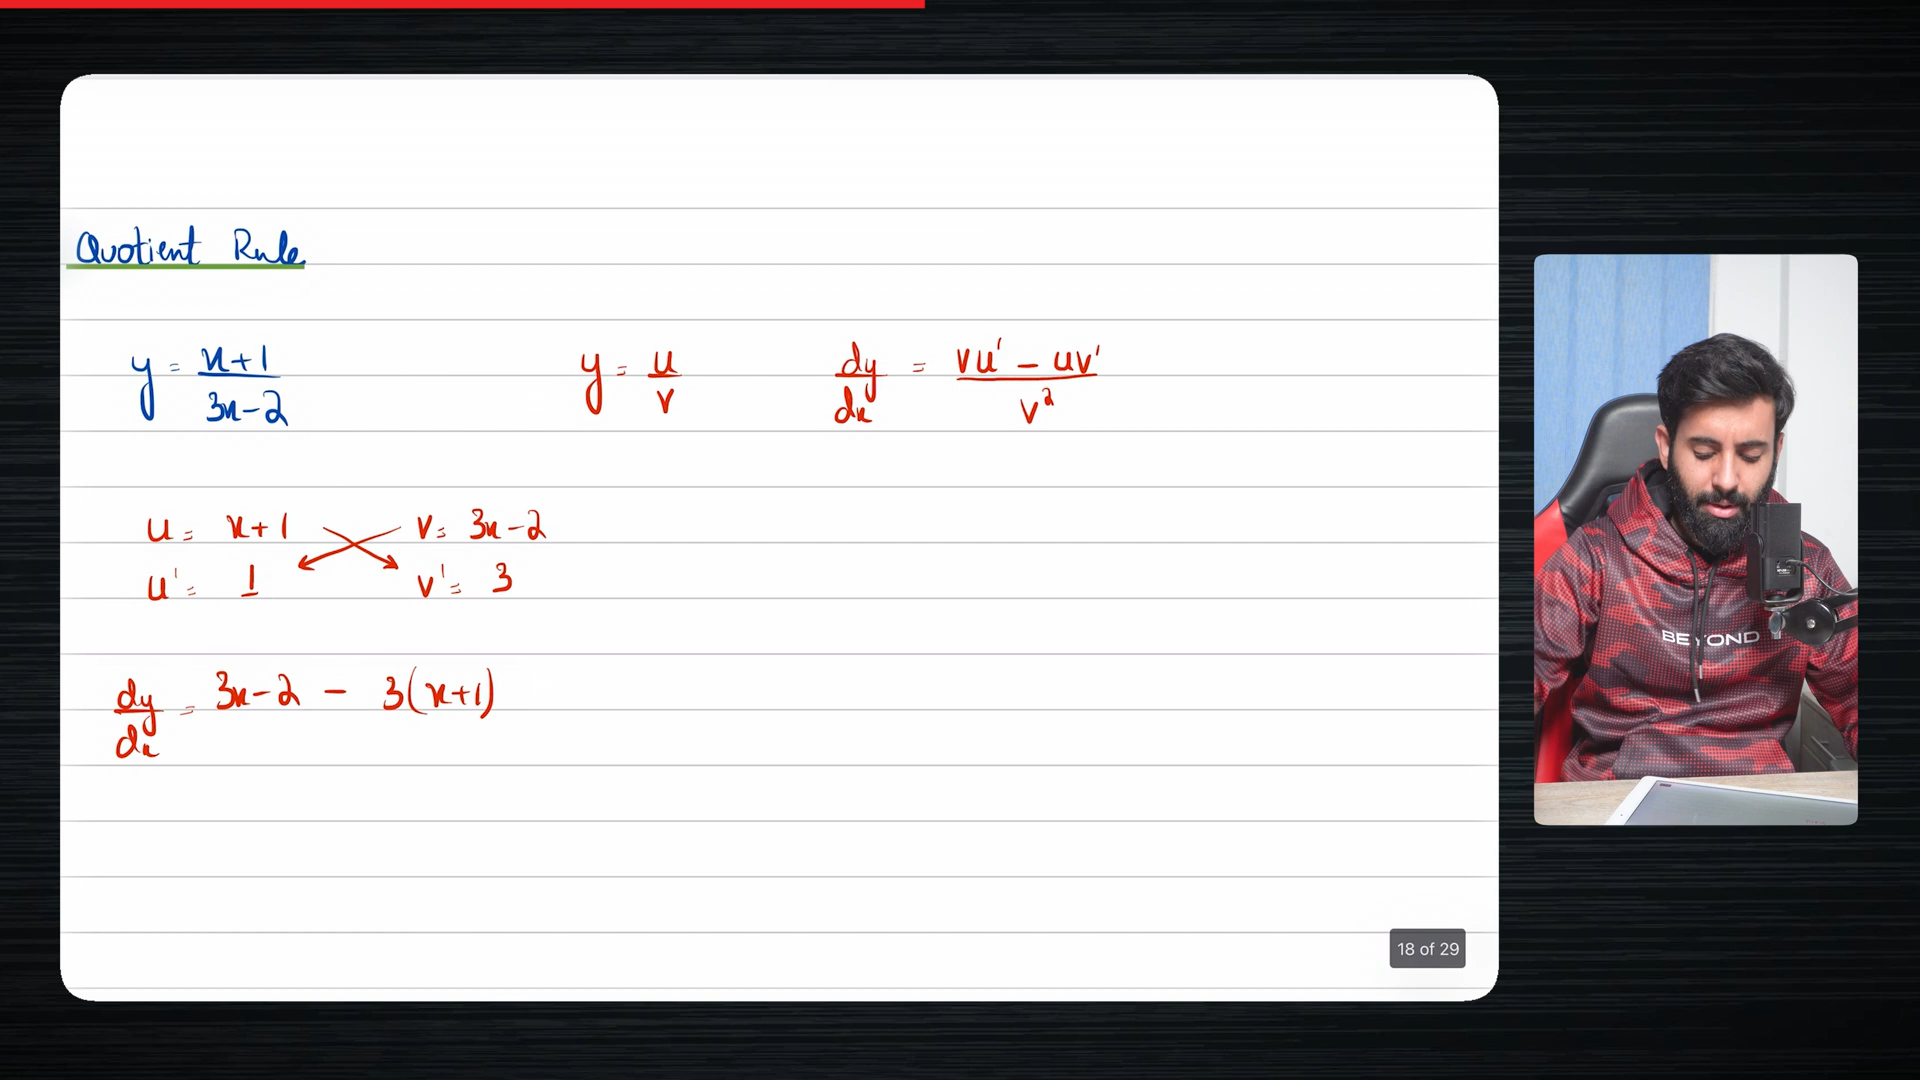 Quotient Rule
y = x+1 / 3x-2    y = u / v    dy/dx = vu' - uv' / v²
u = x+1    v = 3x-2
u' = 1    v' = 3
dy/dx = 3x-2 - 3(x+1)
BEYOND
18 of 29